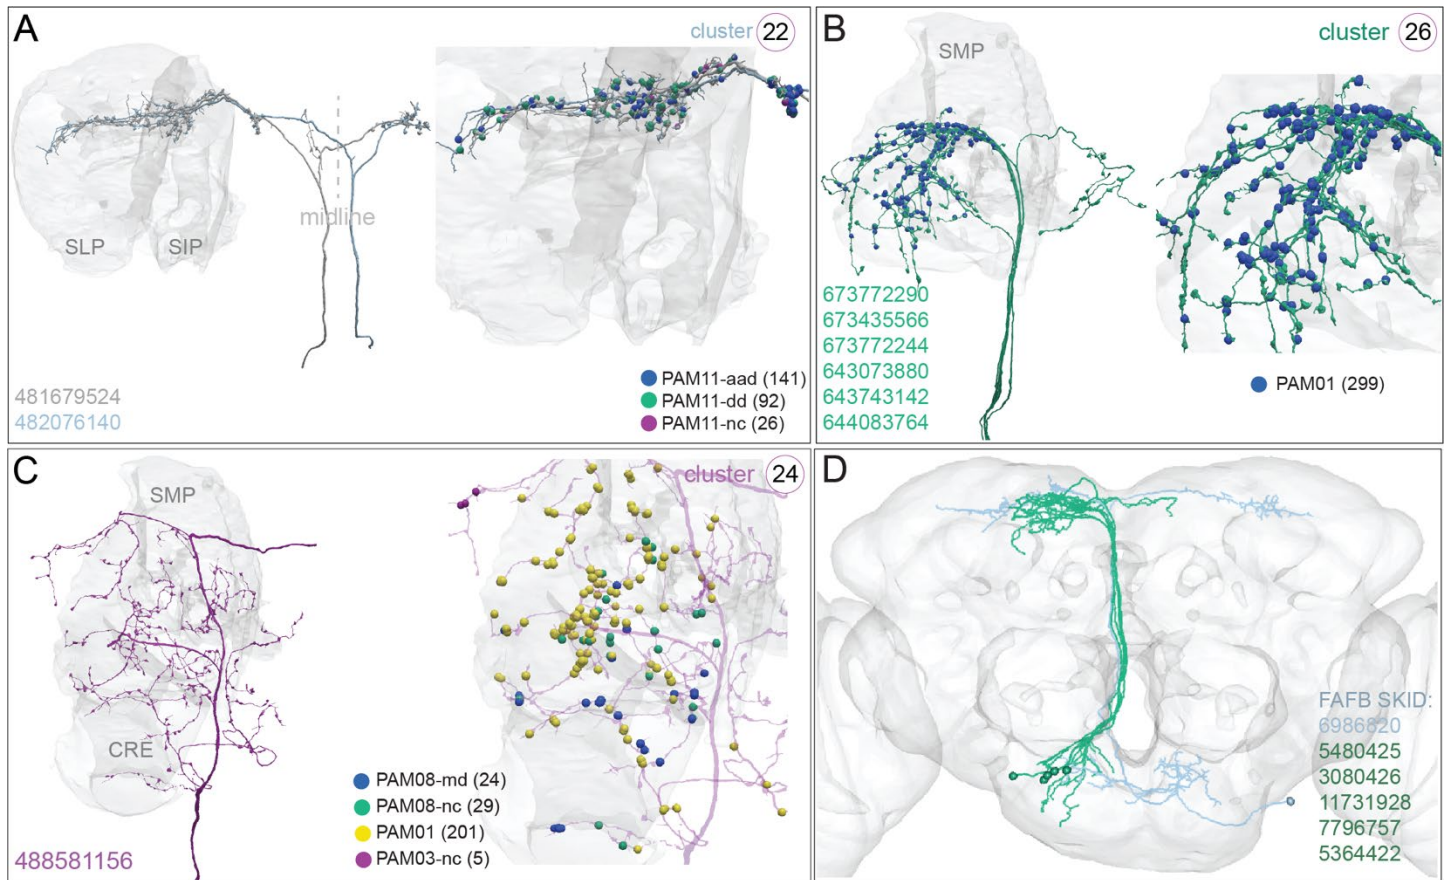 A
cluster 22
midline
SLP
SIP
481679524
482076140
PAM11-aad (141)
PAM11-dd (92)
PAM11-nc (26)
B
SMP
cluster 26
673772290
673435566
673772244
643073880
643743142
644083764
PAM01 (299)
C
SMP
cluster 24
CRE
PAM08-md (24)
PAM08-nc (29)
PAM01 (201)
PAM03-nc (5)
488581156
D
FAFB SKID:
6986820
5480425
3080426
11731928
7796757
5364422